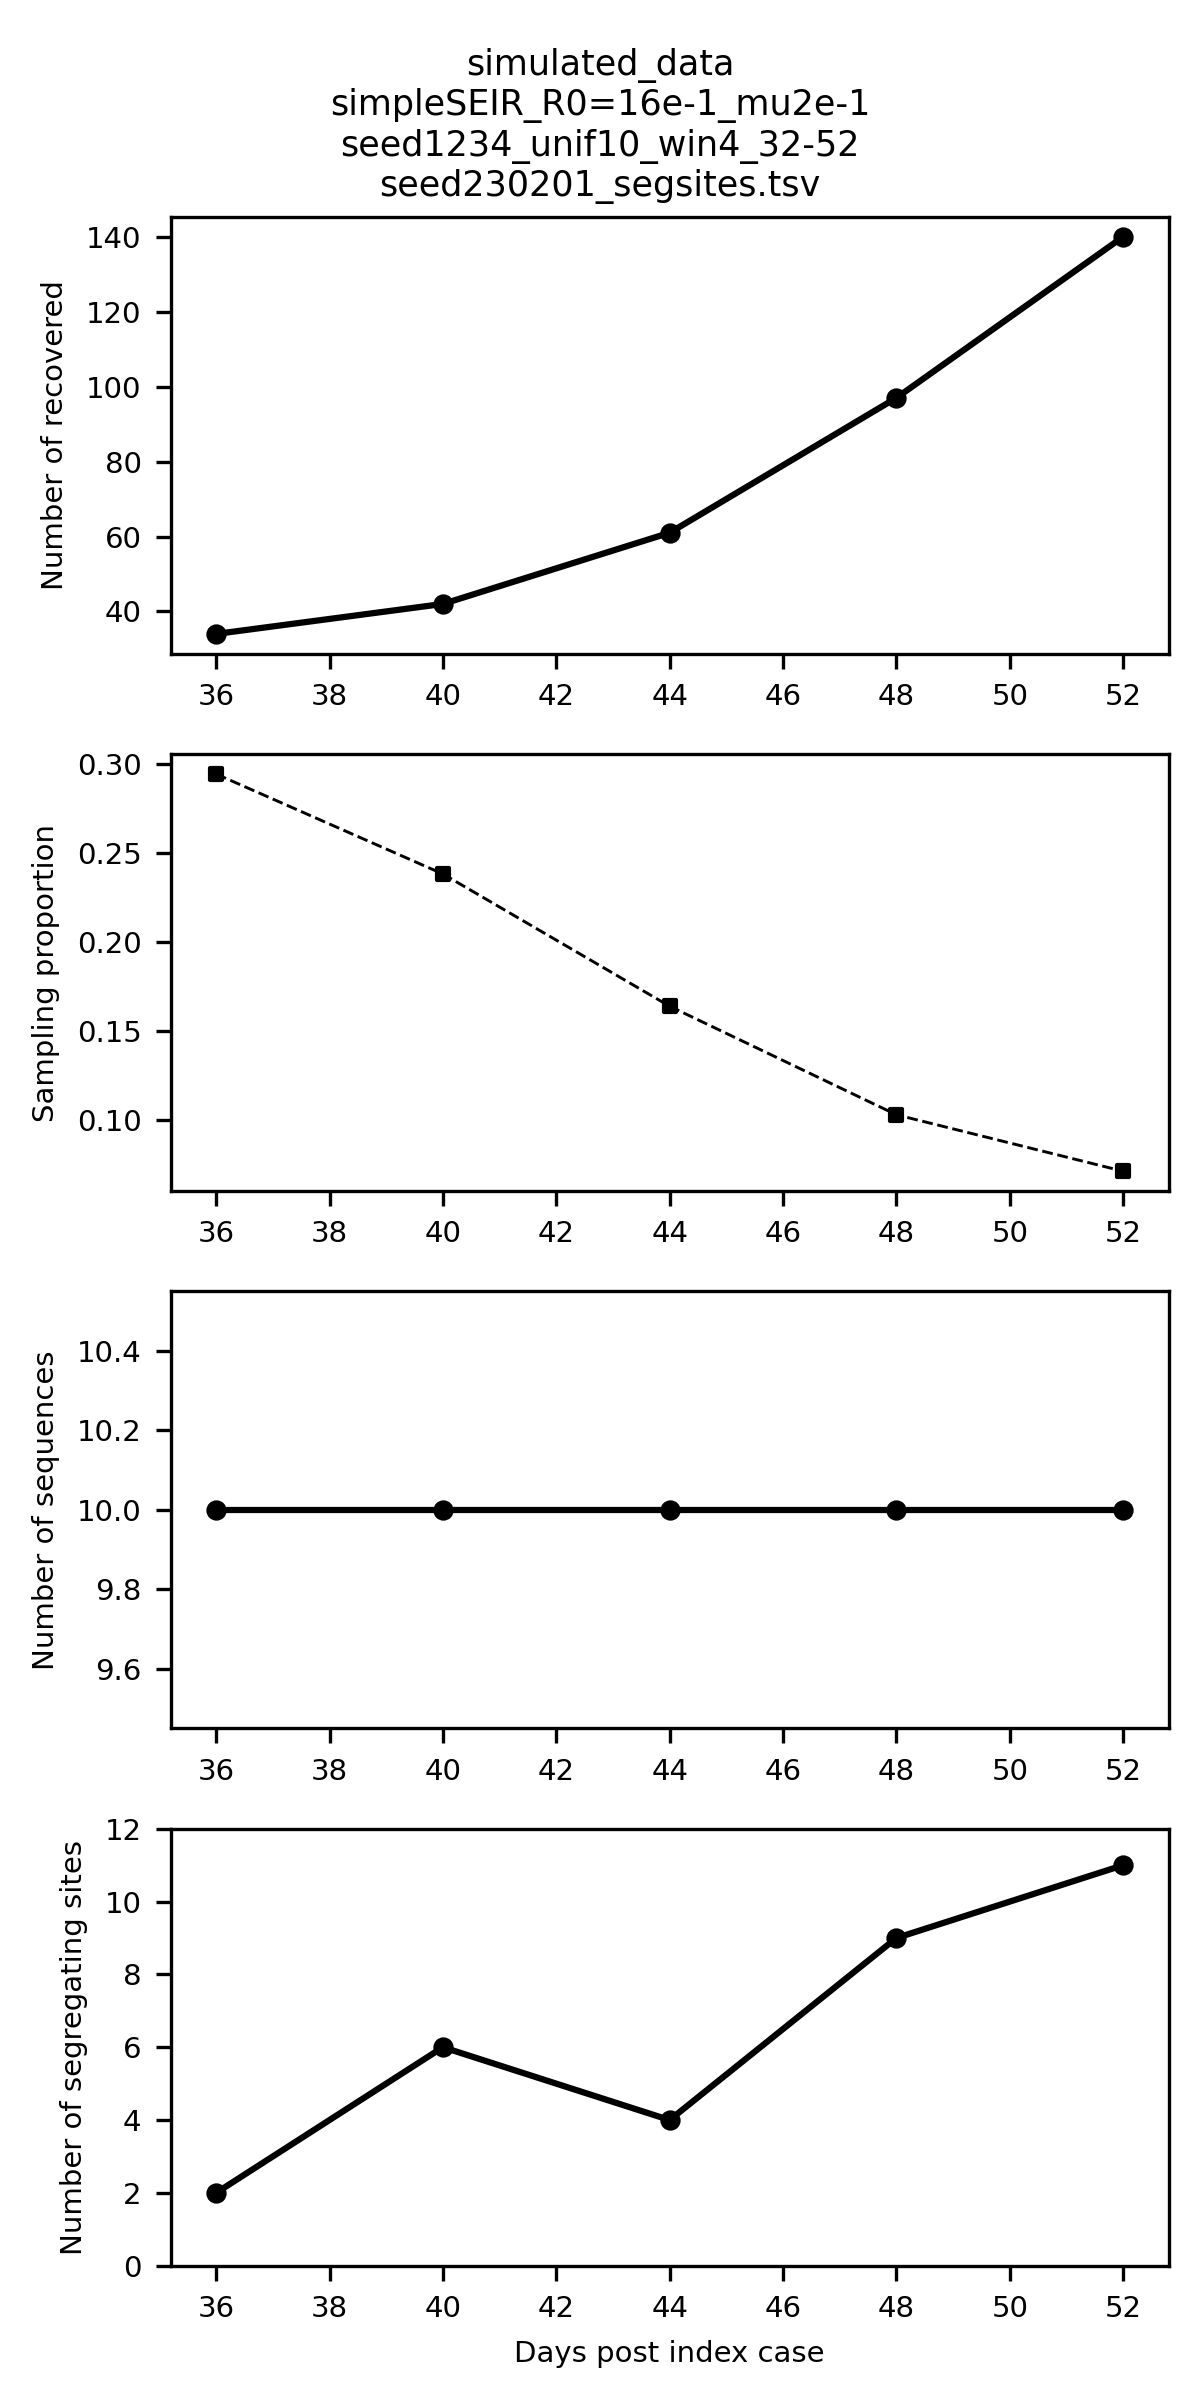 simulated_data
simpleSEIR_R0=16e-1_mu2e-1
seed1234_unif10_win4_32-52
seed230201_segsites.tsv
Number of recovered
140
120
100
80
60
40
36 38 40 42 44 46 48 50 52
Sampling proportion
0.30
0.25
0.20
0.15
0.10
36 38 40 42 44 46 48 50 52
Number of sequences
10.4
10.2
10.0
9.8
9.6
36 38 40 42 44 46 48 50 52
Number of segregating sites
12
10
8
6
4
2
0
36 38 40 42 44 46 48 50 52
Days post index case